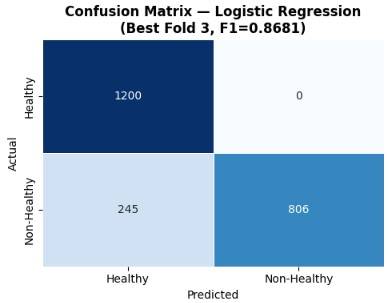 Confusion Matrix — Logistic Regression
(Best Fold 3, F1=0.8681)
Actual
Healthy
1200
0
Non-Healthy
245
806
Healthy
Non-Healthy
Predicted